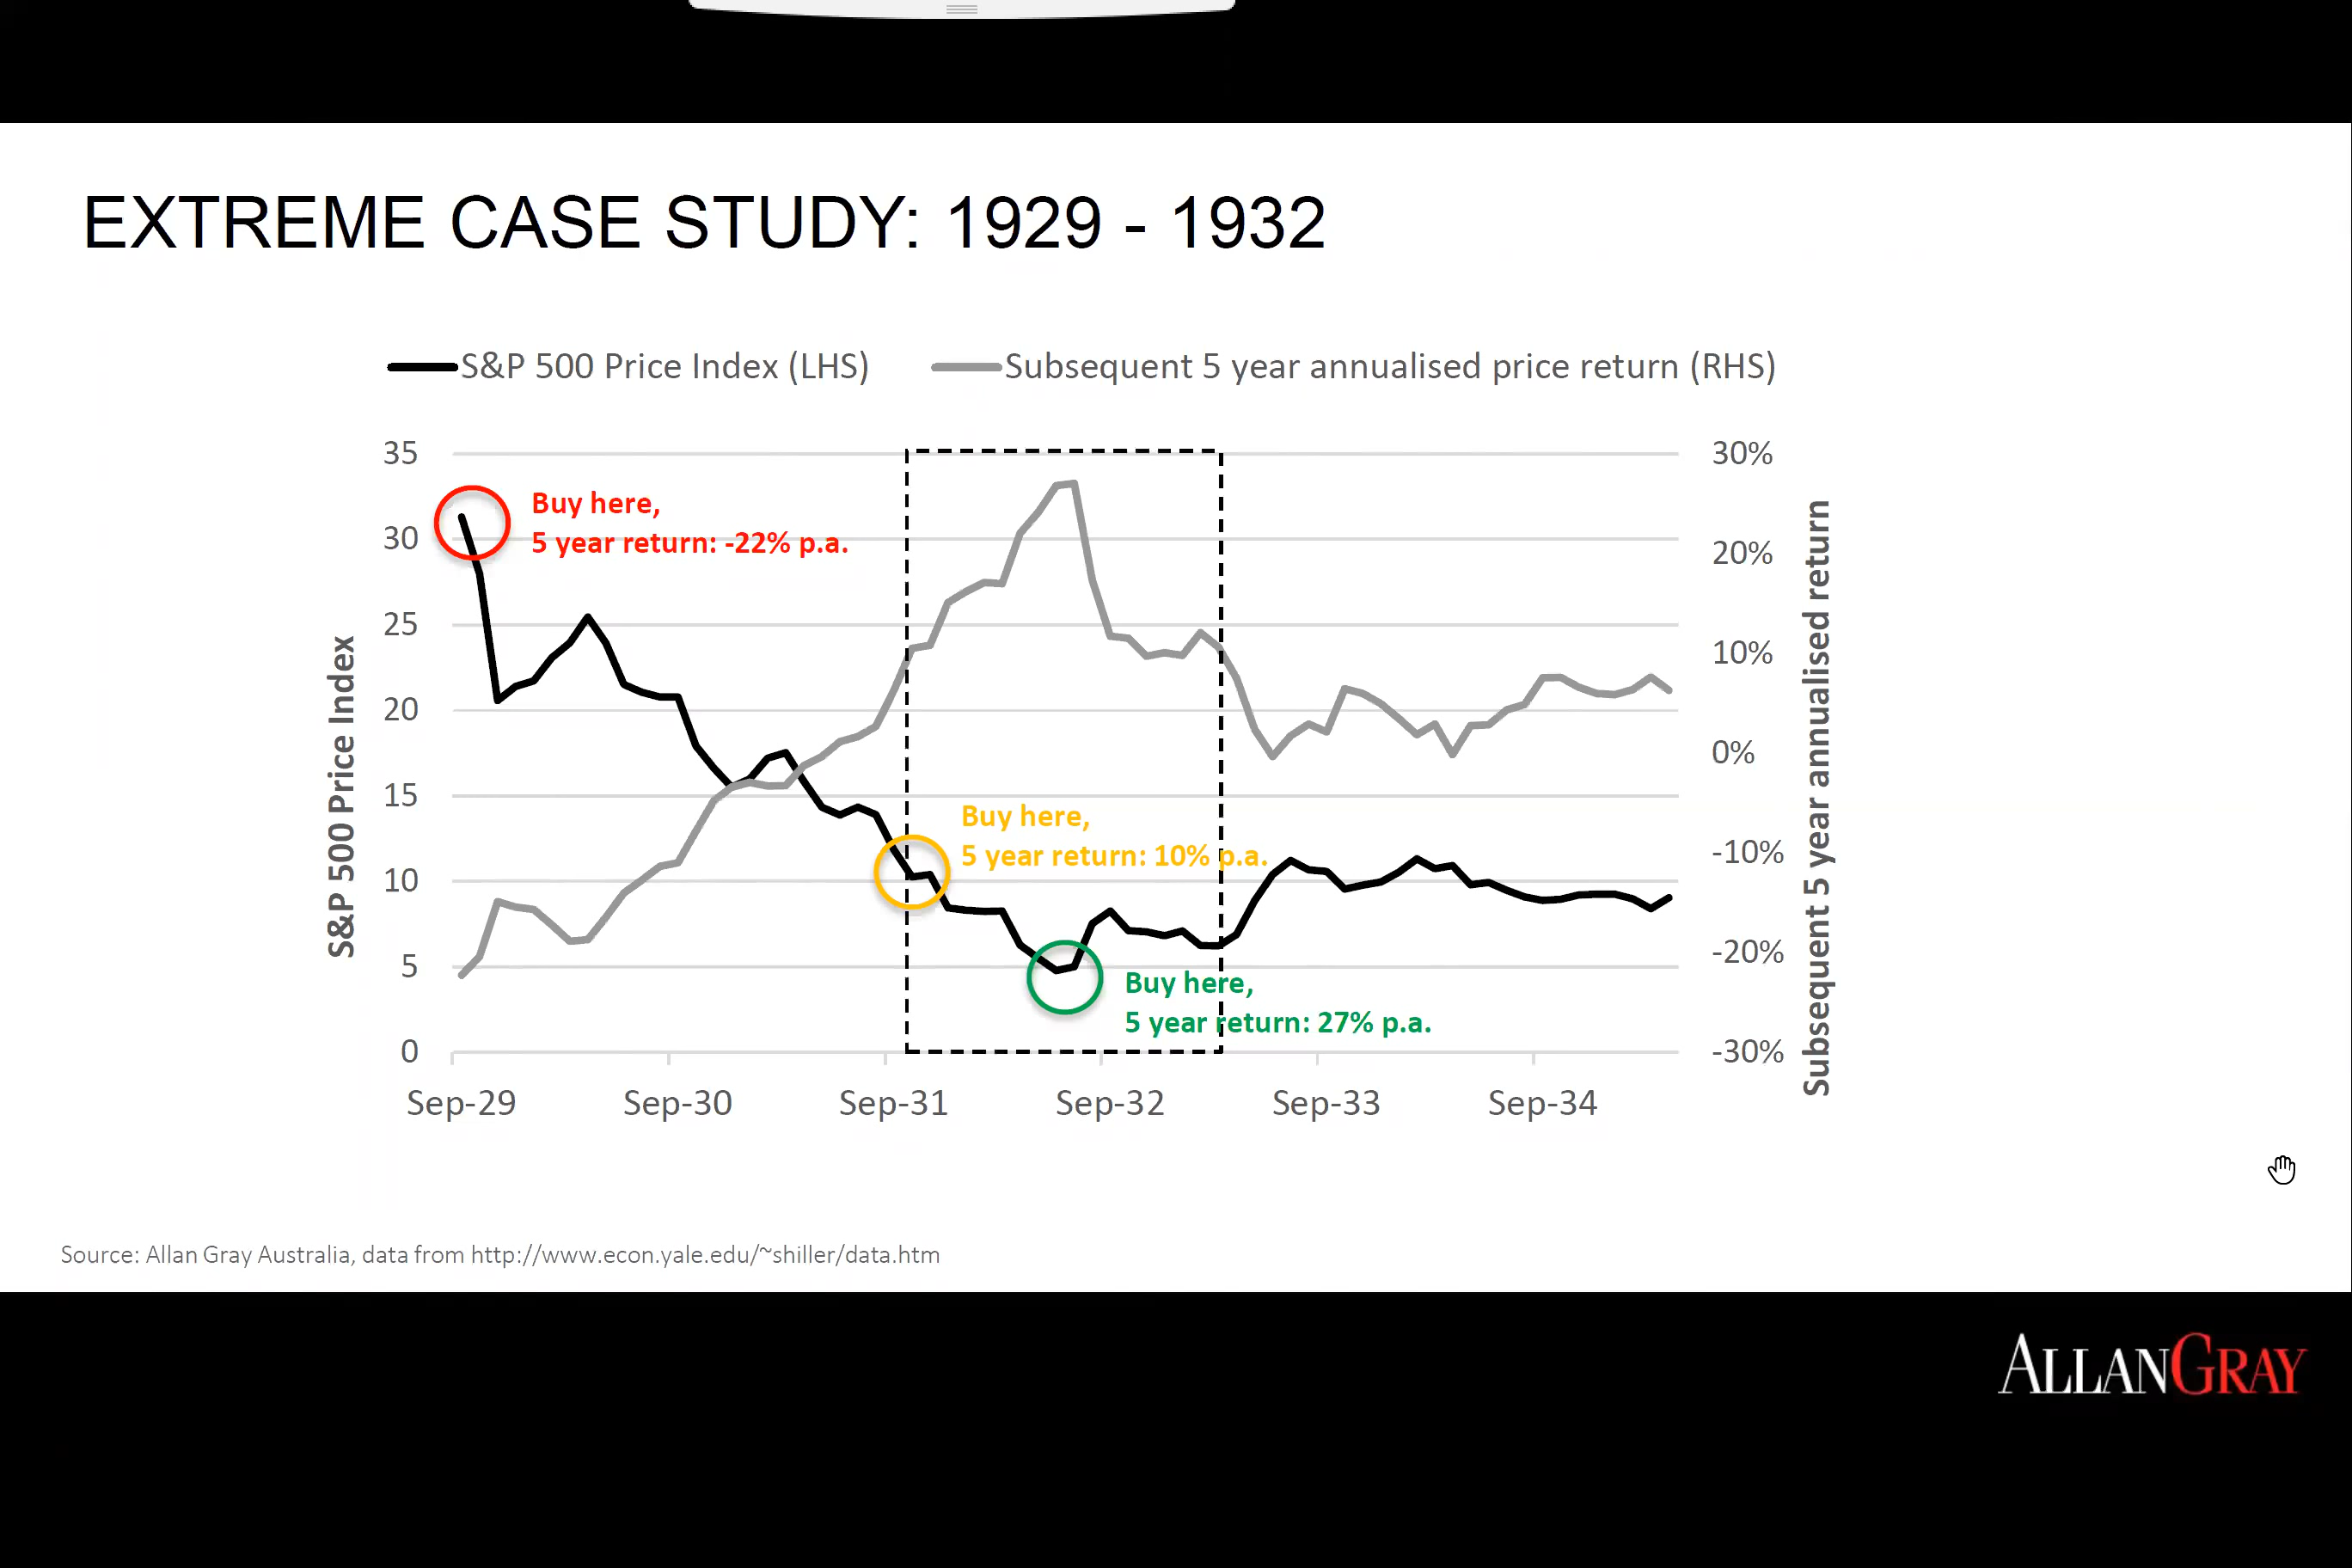 EXTREME CASE STUDY: 1929 - 1932
S&P 500 Price Index (LHS)
Subsequent 5 year annualised price return (RHS)
35
30
25
20
15
10
5
0
S&P 500 Price Index
30%
20%
10%
0%
-10%
-20%
-30%
Subsequent 5 year annualised return
Buy here,
5 year return: -22% p.a.
Buy here,
5 year return: 10% p.a.
Buy here,
5 year return: 27% p.a.
Sep-29
Sep-30
Sep-31
Sep-32
Sep-33
Sep-34
Source: Allan Gray Australia, data from http://www.econ.yale.edu/~shiller/data.htm
ALLANGRAY